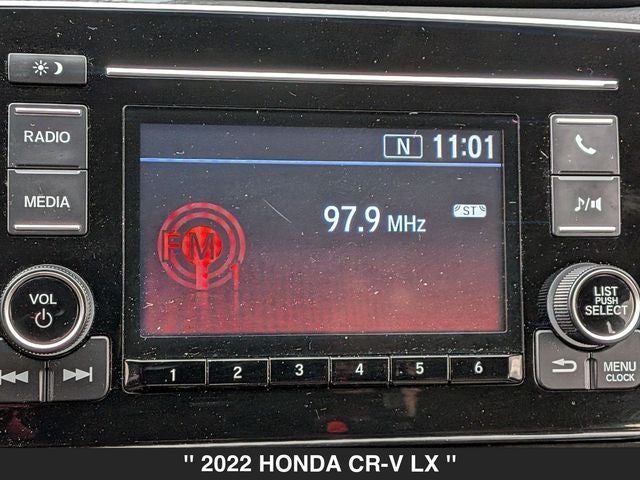 N 11:01
RADIO
97.9 MHz ST
FM
MEDIA
VOL
LIST
PUSH
SELECT
1 2 3 4 5 6
MENU
CLOCK
" 2022 HONDA CR-V LX "